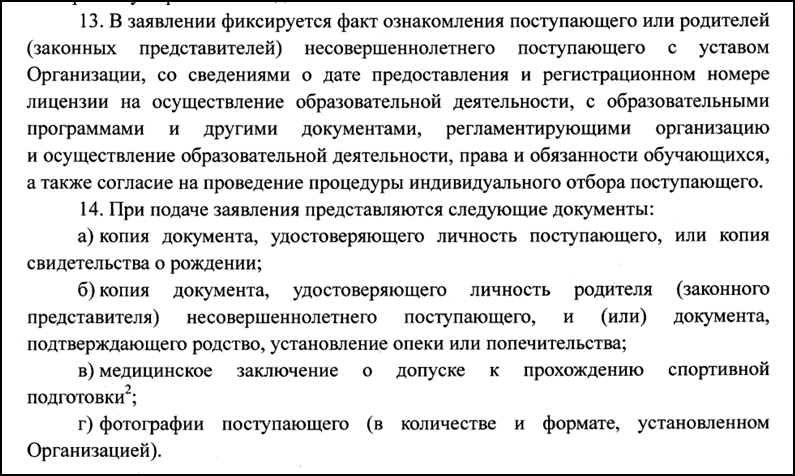 13. В заявлении фиксируется факт ознакомления поступающего или родителей
(законных представителей) несовершеннолетнего поступающего с уставом
Организации, со сведениями о дате предоставления и регистрационном номере
лицензии на осуществление образовательной деятельности, с образовательными
программами и другими документами, регламентирующими организацию
и осуществление образовательной деятельности, права и обязанности обучающихся,
а также согласие на проведение процедуры индивидуального отбора поступающего.
14. При подаче заявления представляются следующие документы:
а) копия документа, удостоверяющего личность поступающего, или копия
свидетельства о рождении;
б) копия документа, удостоверяющего личность родителя (законного
представителя) несовершеннолетнего поступающего, и (или) документа,
подтверждающего родство, установление опеки или попечительства;
в) медицинское заключение о допуске к прохождению спортивной
подготовки²;
г) фотографии поступающего (в количестве и формате, установленном
Организацией).